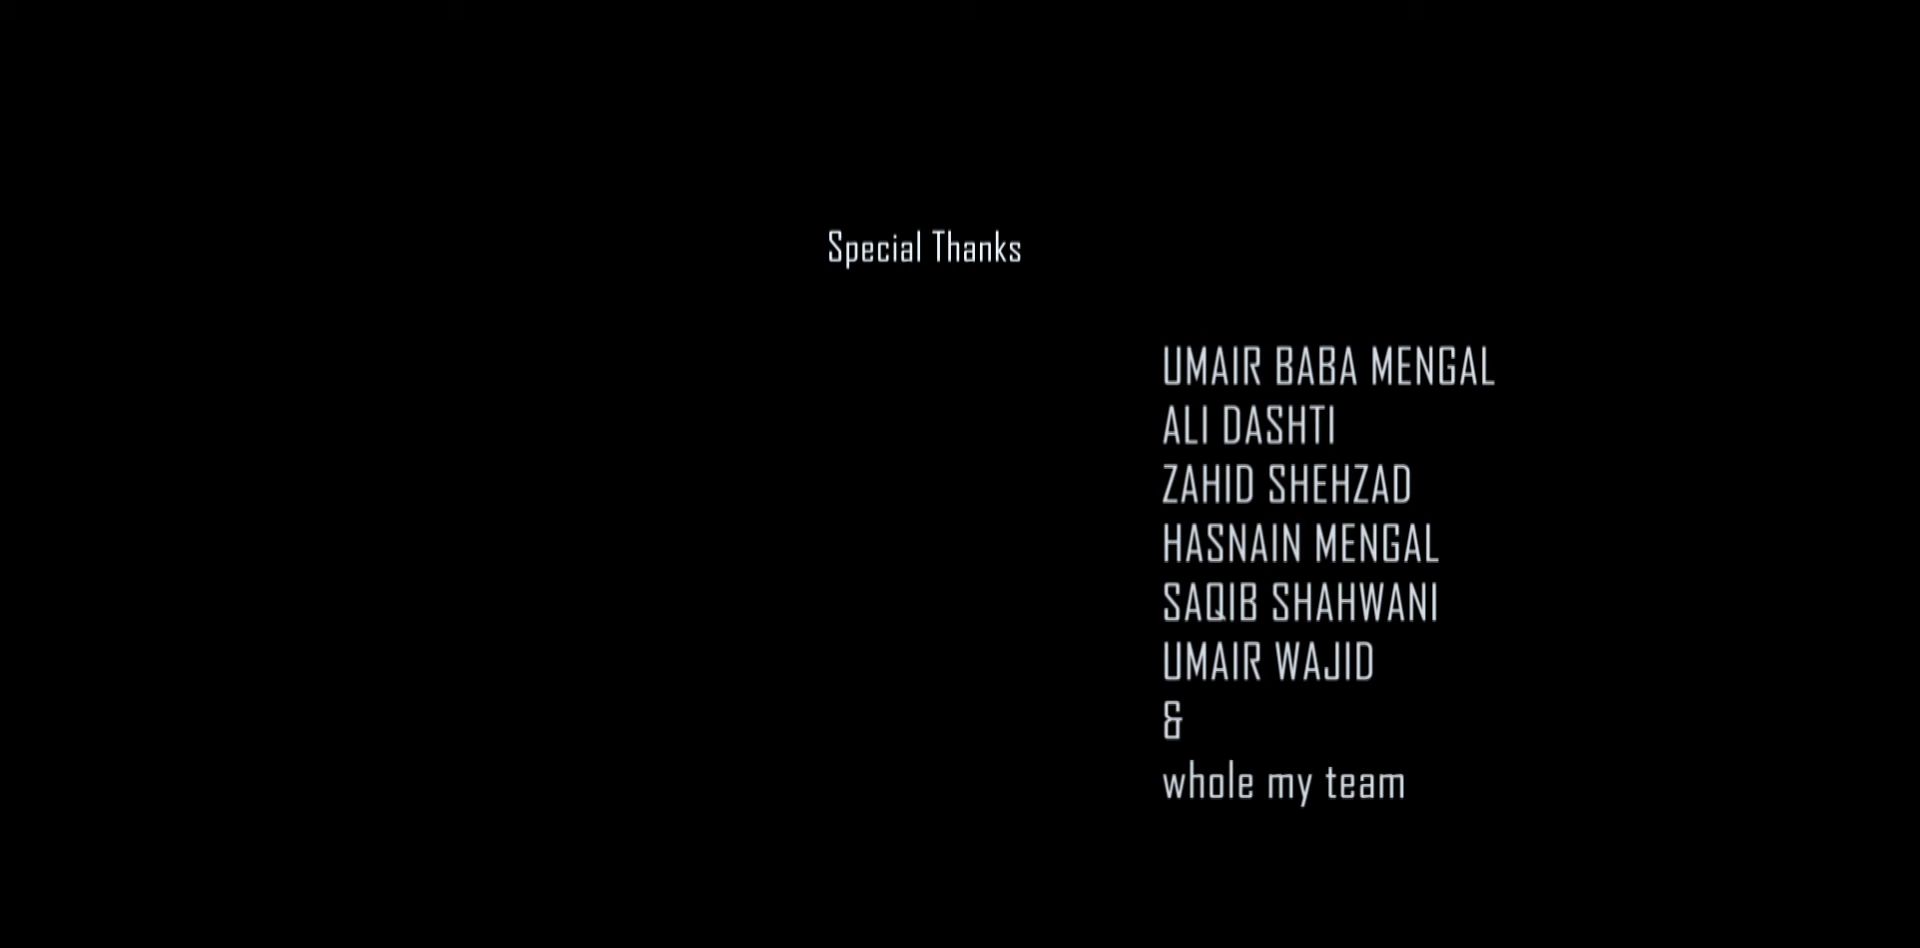 Special Thanks
UMAIR BABA MENGAL
ALI DASHTI
ZAHID SHEHZAD
HASNAIN MENGAL
SAQIB SHAHWANI
UMAIR WAJID
&
whole my team